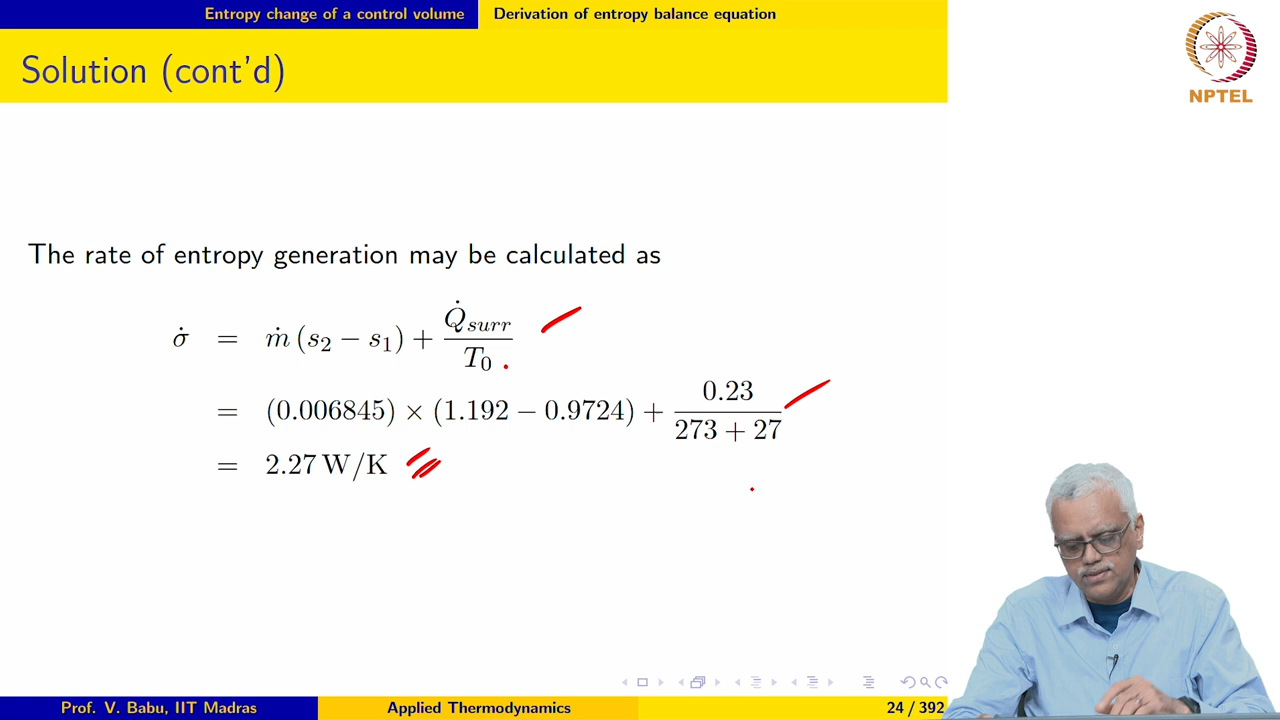 Entropy change of a control volume Derivation of entropy balance equation
Solution (cont'd)
NPTEL
The rate of entropy generation may be calculated as
σ̇ = ṁ (s₂ − s₁) + Q̇surr / T₀
= (0.006845) × (1.192 − 0.9724) + 0.23 / 273 + 27
= 2.27 W/K
Prof. V. Babu, IIT Madras Applied Thermodynamics 24 / 392